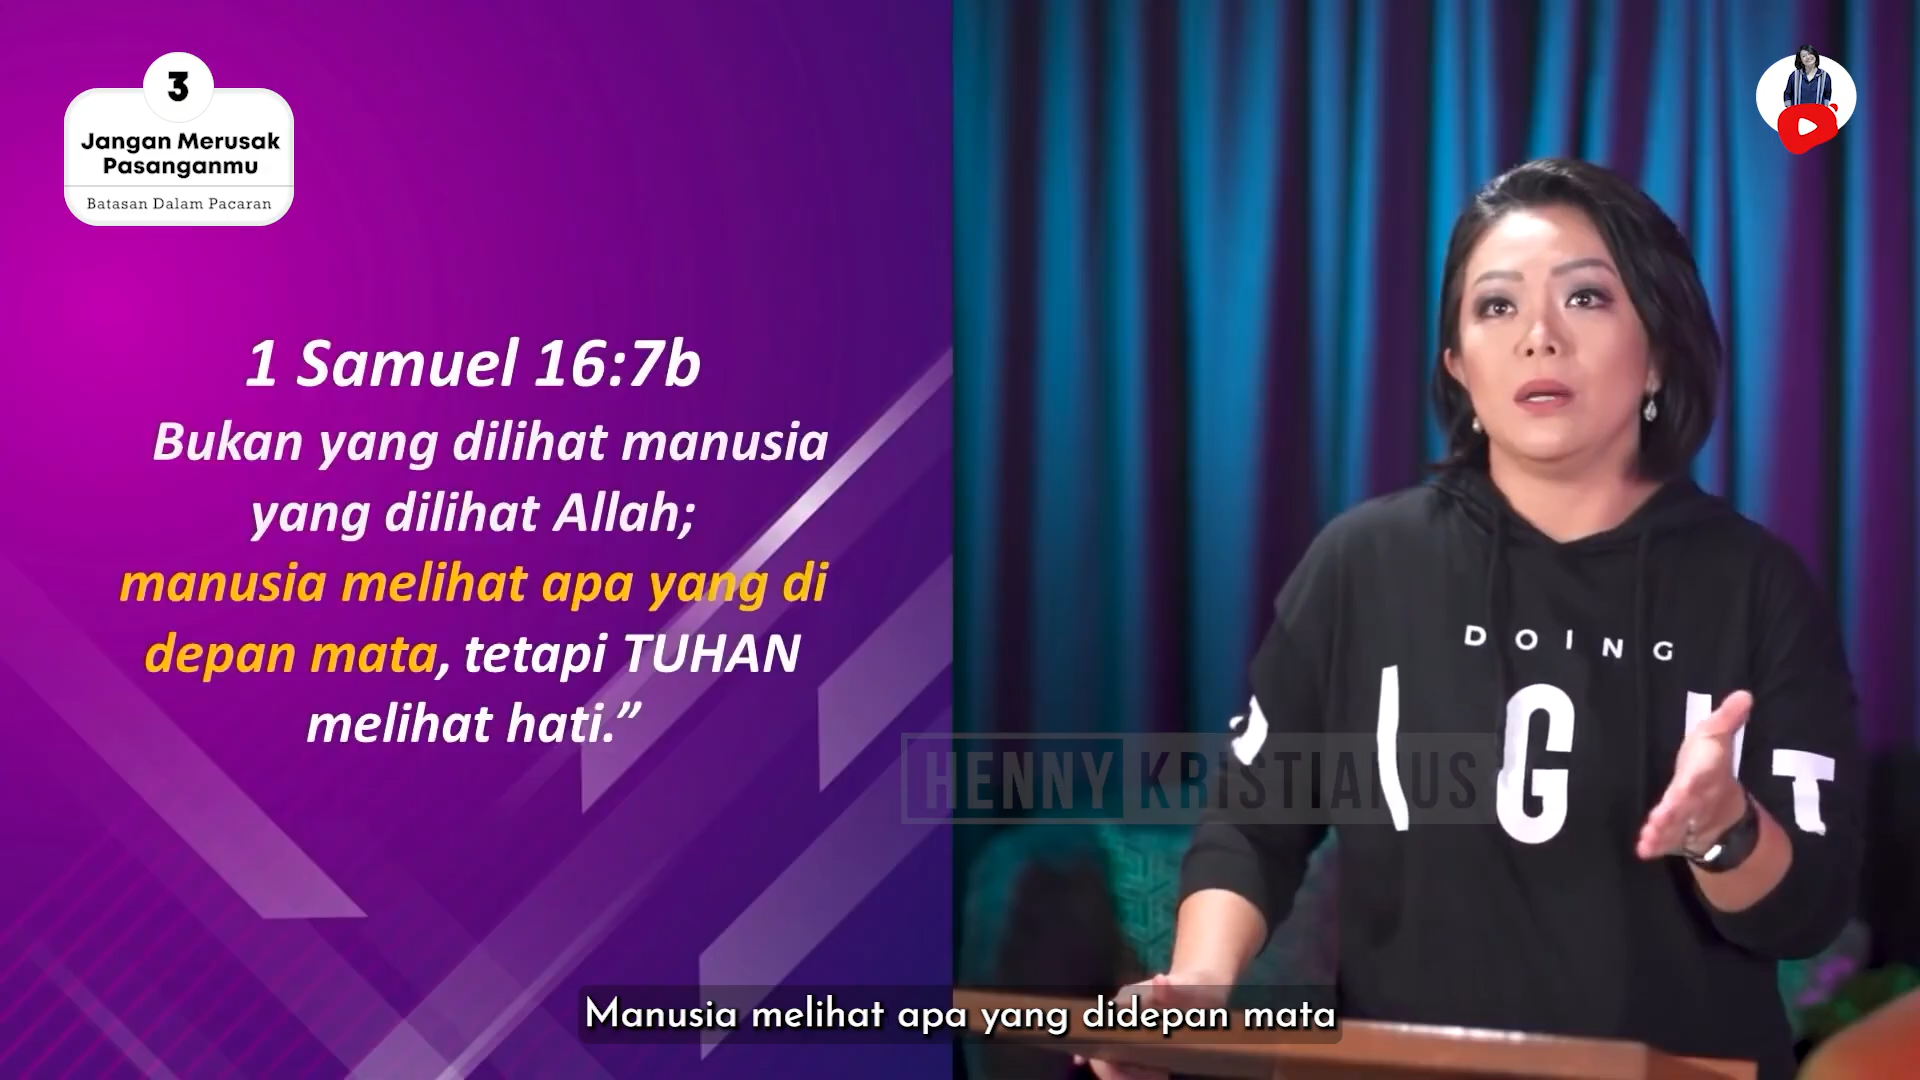 3
Jangan Merusak
Pasanganmu
Batasan Dalam Pacaran
1 Samuel 16:7b
Bukan yang dilihat manusia
yang dilihat Allah;
manusia melihat apa yang di
depan mata, tetapi TUHAN
melihat hati.”
DOING
IG T
HENNY KRISTIANUS
Manusia melihat apa yang didepan mata